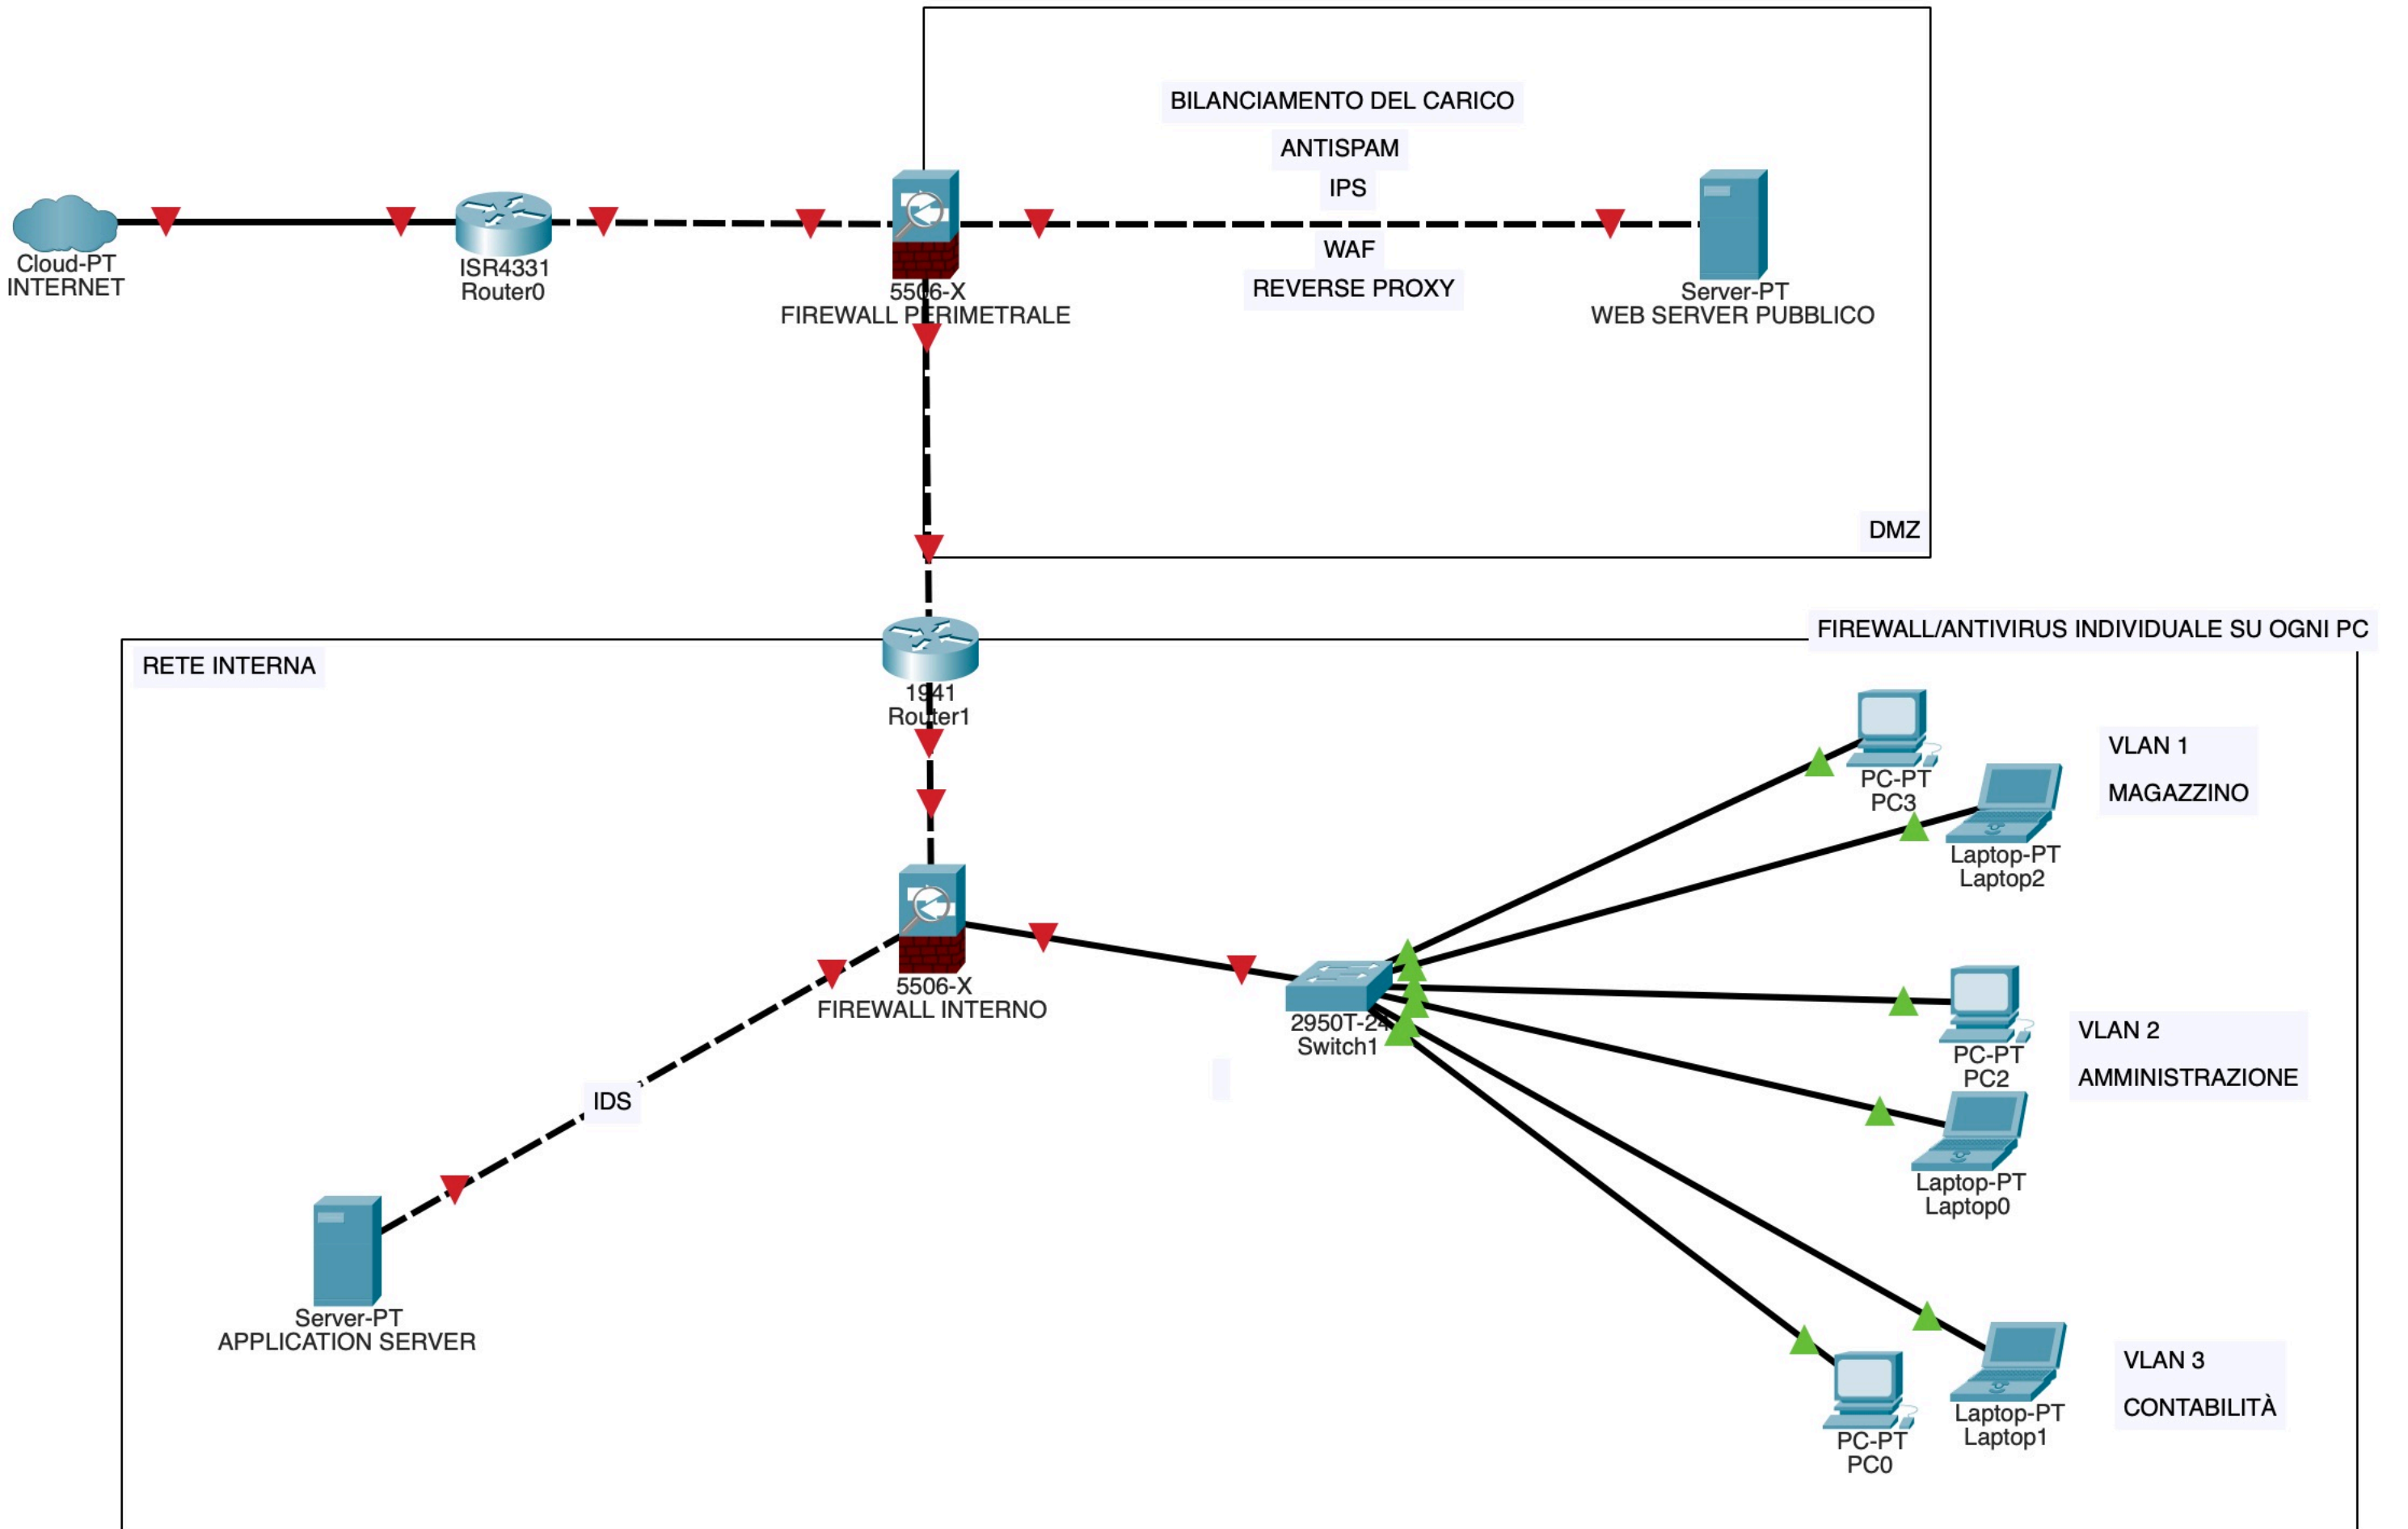 BILANCIAMENTO DEL CARICO
ANTISPAM
IPS
WAF
REVERSE PROXY
Cloud-PT
INTERNET
ISR4331
Router0
5506-X
FIREWALL PERIMETRALE
Server-PT
WEB SERVER PUBBLICO
DMZ
FIREWALL/ANTIVIRUS INDIVIDUALE SU OGNI PC
RETE INTERNA
1941
Router1
PC-PT
PC3
VLAN 1
MAGAZZINO
Laptop-PT
Laptop2
5506-X
FIREWALL INTERNO
2950T-24
Switch1
PC-PT
PC2
VLAN 2
AMMINISTRAZIONE
IDS
Laptop-PT
Laptop0
Server-PT
APPLICATION SERVER
VLAN 3
CONTABILITÀ
Laptop-PT
Laptop1
PC-PT
PC0